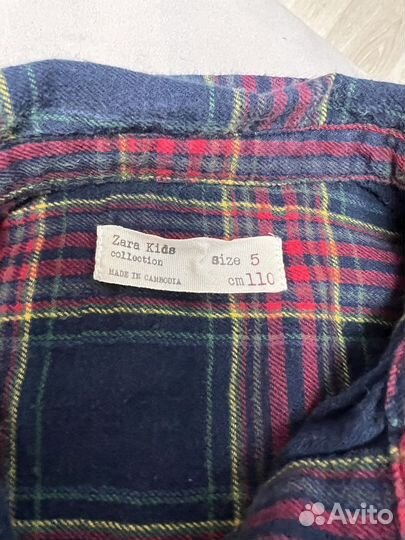 Zara Kids
collection
MADE IN CAMBODIA
size 5
cm 110
Avito